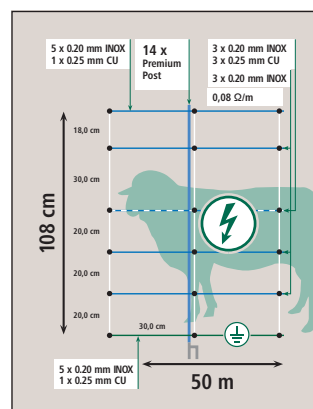 5 x 0.20 mm INOX
1 x 0.25 mm CU
14 x
Premium
Post
3 x 0.20 mm INOX
3 x 0.25 mm CU
3 x 0.20 mm INOX
0,08 Ω/m
18,0 cm
30,0 cm
20,0 cm
20,0 cm
20,0 cm
108 cm
30,0 cm
5 x 0.20 mm INOX
1 x 0.25 mm CU
50 m